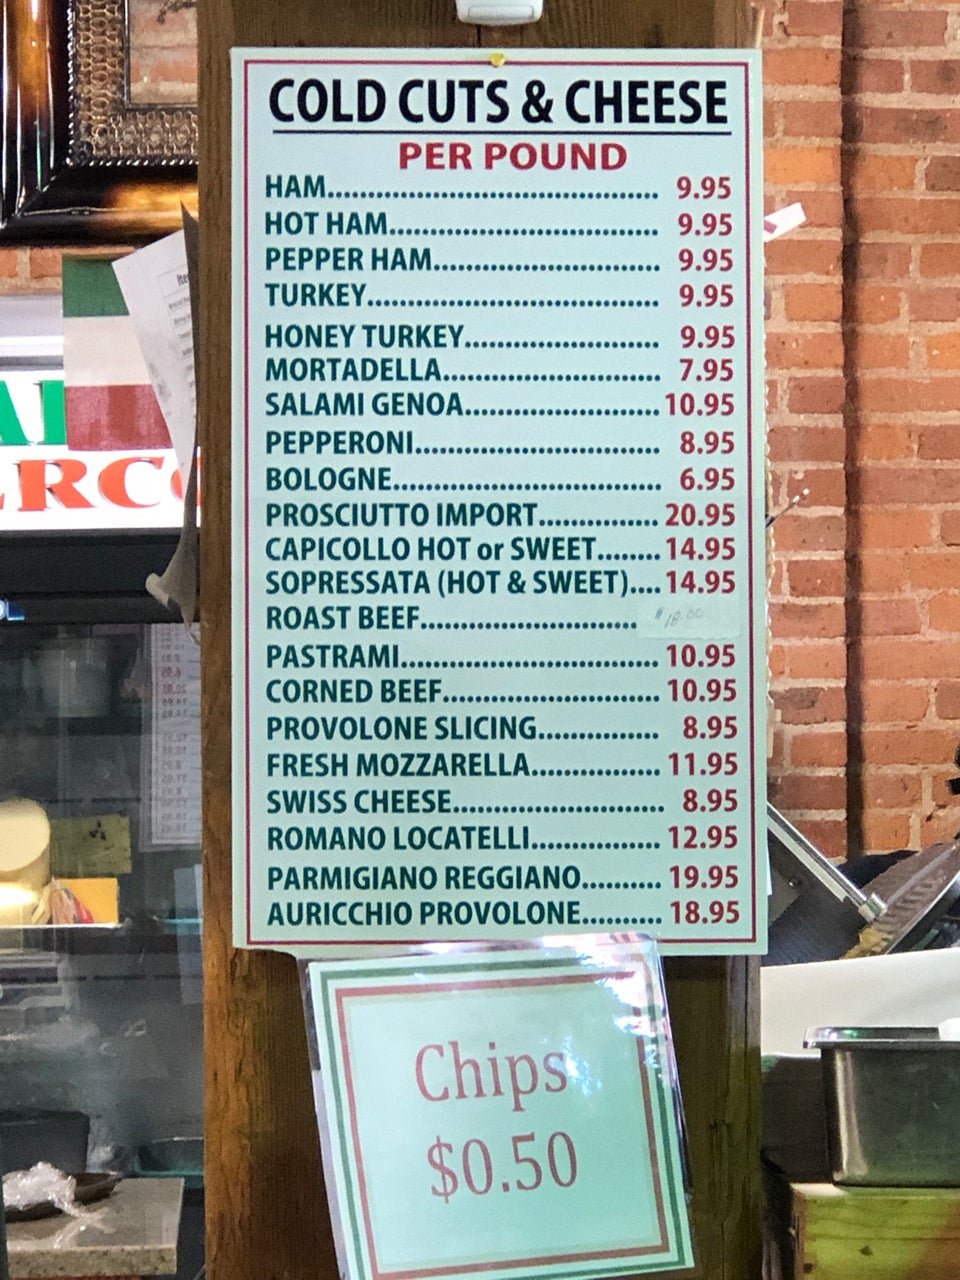 COLD CUTS & CHEESE
PER POUND
HAM......................................... 9.95
HOT HAM................................. 9.95
PEPPER HAM............................ 9.95
TURKEY.................................... 9.95
HONEY TURKEY........................ 9.95
MORTADELLA........................... 7.95
SALAMI GENOA........................ 10.95
PEPPERONI............................... 8.95
BOLOGNE................................. 6.95
PROSCIUTTO IMPORT............... 20.95
CAPICOLLO HOT or SWEET........ 14.95
SOPRESSATA (HOT & SWEET).... 14.95
ROAST BEEF........................... $18.00
PASTRAMI................................ 10.95
CORNED BEEF........................... 10.95
PROVOLONE SLICING............... 8.95
FRESH MOZZARELLA................ 11.95
SWISS CHEESE.......................... 8.95
ROMANO LOCATELLI................ 12.95
PARMIGIANO REGGIANO.......... 19.95
AURICCHIO PROVOLONE.......... 18.95
Chips
$0.50